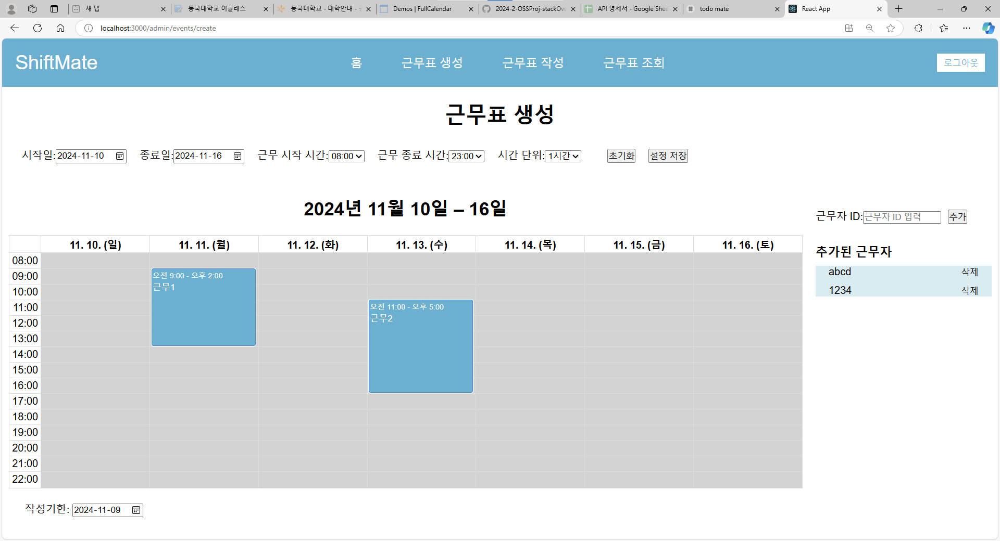 새 탭
동국대학교 이클래스
동국대학교 - 대학안내 -
Demos | FullCalendar
2024-2-OSSProj-stackOve
API 명세서 - Google Shee
todo mate
React App
localhost:3000/admin/events/create
ShiftMate
홈
근무표 생성
근무표 작성
근무표 조회
로그아웃
근무표 생성
시작일: 2024-11-10 종료일: 2024-11-16 근무 시작 시간: 08:00 근무 종료 시간: 23:00 시간 단위: 1시간 초기화 설정 저장
2024년 11월 10일 – 16일
11. 10. (일) 11. 11. (월) 11. 12. (화) 11. 13. (수) 11. 14. (목) 11. 15. (금) 11. 16. (토)
08:00
09:00
10:00
11:00
12:00
13:00
14:00
15:00
16:00
17:00
18:00
19:00
20:00
21:00
22:00
오전 9:00 - 오후 2:00
근무1
오전 11:00 - 오후 5:00
근무2
근무자 ID: 근무자 ID 입력 추가
추가된 근무자
abcd 삭제
1234 삭제
작성기한: 2024-11-09